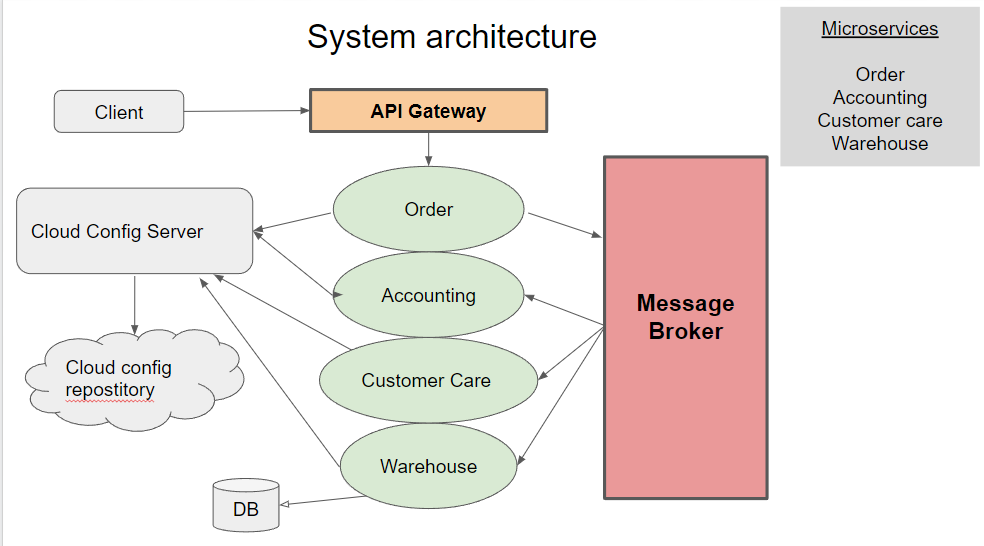 System architecture
Microservices
Order
Accounting
Customer care
Warehouse
Client
API Gateway
Order
Cloud Config Server
Accounting
Message
Broker
Cloud config
repostitory
Customer Care
Warehouse
DB